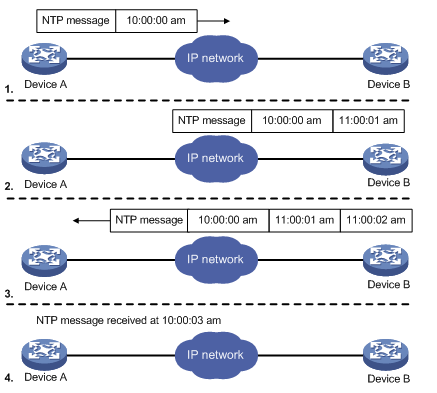 NTP message 10:00:00 am
IP network
Device A Device B
1.
NTP message 10:00:00 am 11:00:01 am
IP network
Device A Device B
2.
NTP message 10:00:00 am 11:00:01 am 11:00:02 am
IP network
Device A Device B
3.
NTP message received at 10:00:03 am
IP network
4. Device A Device B